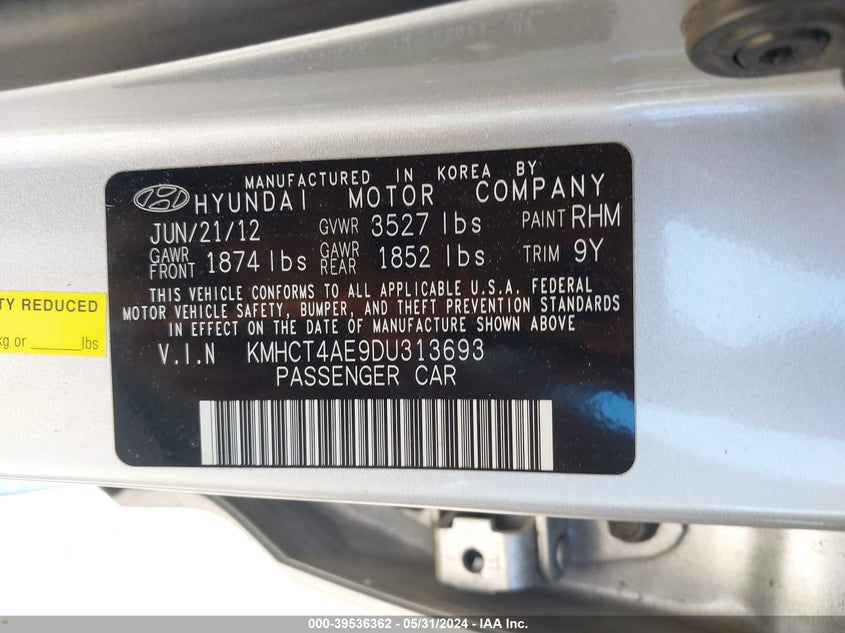 MANUFACTURED IN KOREA BY
HYUNDAI MOTOR COMPANY
JUN/21/12 GVWR 3527 lbs PAINT RHM
GAWR FRONT 1874 lbs GAWR REAR 1852 lbs TRIM 9Y
THIS VEHICLE CONFORMS TO ALL APPLICABLE U.S.A. FEDERAL
MOTOR VEHICLE SAFETY, BUMPER, AND THEFT PREVENTION STANDARDS
IN EFFECT ON THE DATE OF MANUFACTURE SHOWN ABOVE
V.I.N KMHCT4AE9DU313693
PASSENGER CAR
TY REDUCED
kg or _____lbs
000-39536362 - 05/31/2024 - IAA Inc.